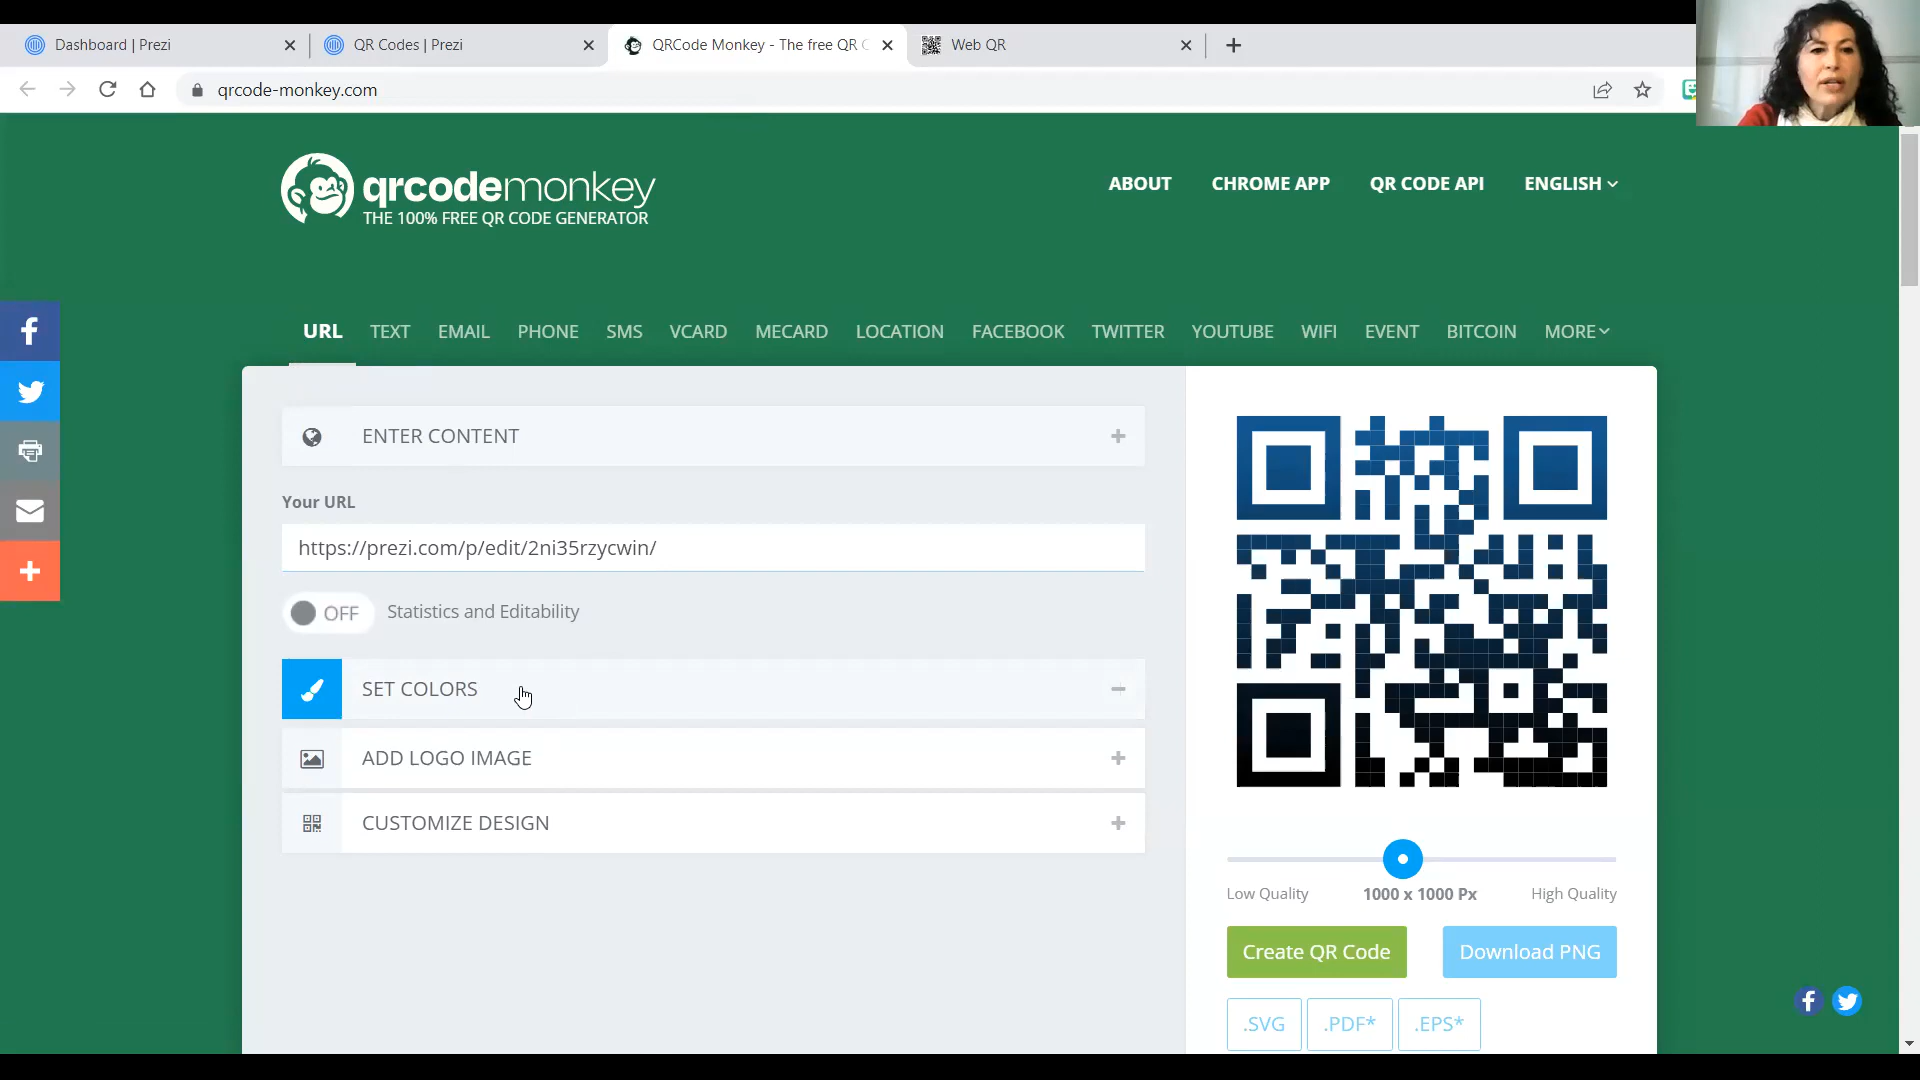 Dashboard | Prezi
QR Codes | Prezi
QRCode Monkey - The free QR C
Web QR
qrcode-monkey.com
qrcodemonkey
THE 100% FREE QR CODE GENERATOR
ABOUT
CHROME APP
QR CODE API
ENGLISH
URL
TEXT
EMAIL
PHONE
SMS
VCARD
MECARD
LOCATION
FACEBOOK
TWITTER
YOUTUBE
WIFI
EVENT
BITCOIN
MORE
ENTER CONTENT
Your URL
https://prezi.com/p/edit/2ni35rzycwin/
OFF
Statistics and Editability
SET COLORS
ADD LOGO IMAGE
CUSTOMIZE DESIGN
Low Quality
1000 x 1000 Px
High Quality
Create QR Code
Download PNG
.SVG
.PDF*
.EPS*